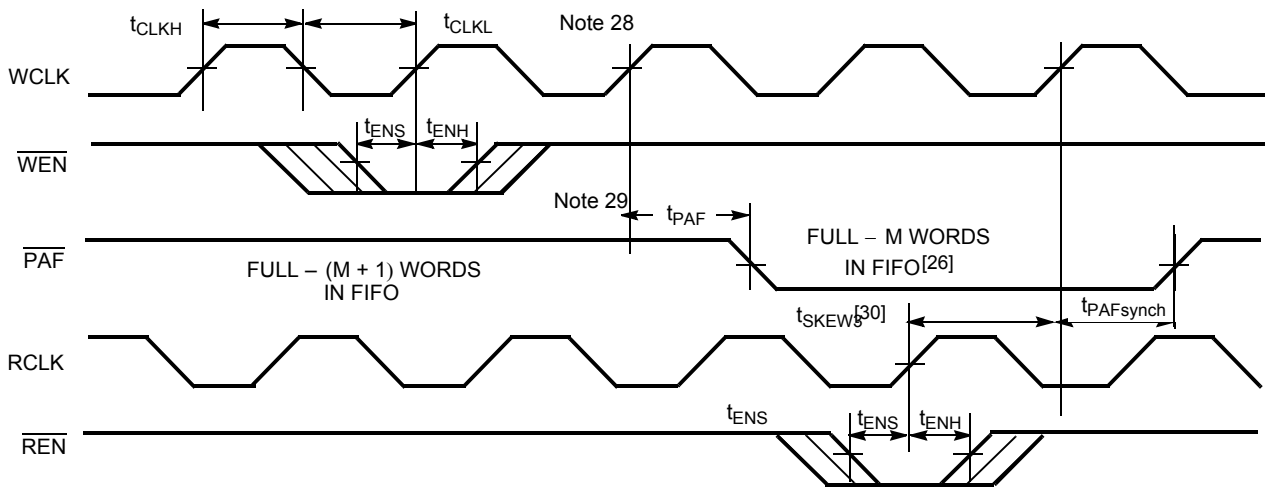 tCLKH
tCLKL
Note 28
WCLK
tENS
tENH
WEN
Note 29
tPAF
PAF
FULL – (M + 1) WORDS
IN FIFO
FULL – M WORDS
IN FIFO[26]
tSKEW3[30]
tPAFsynch
RCLK
tENS
tENS
tENH
REN